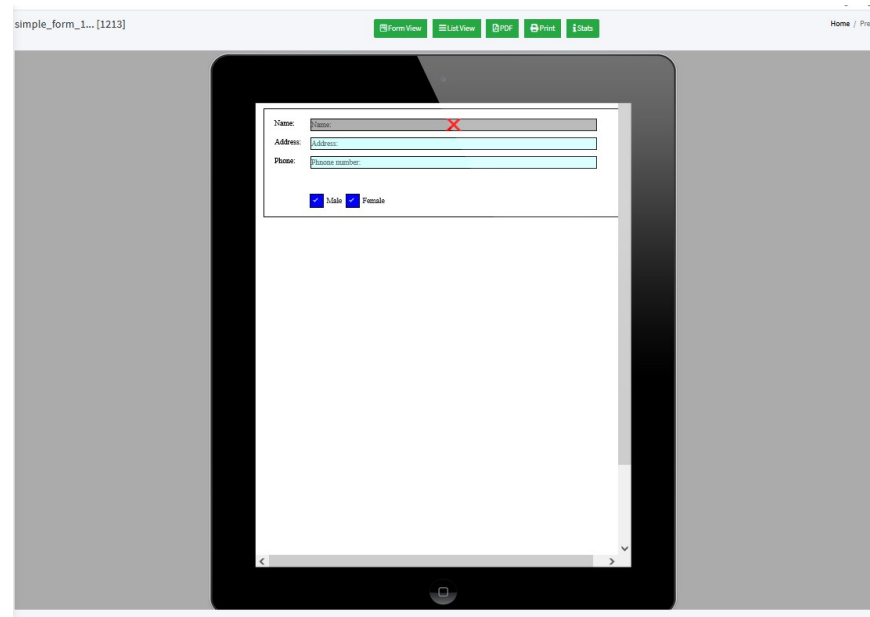 simple_form_1... [1213]
Form View List View PDF Print Stats
Home / Pre
Name: Name:
Address: Address:
Phone: Phnone number:
Male Female